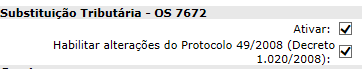 Substituição Tributária - OS 7672
Ativar:
Habilitar alterações do Protocolo 49/2008 (Decreto
1.020/2008):